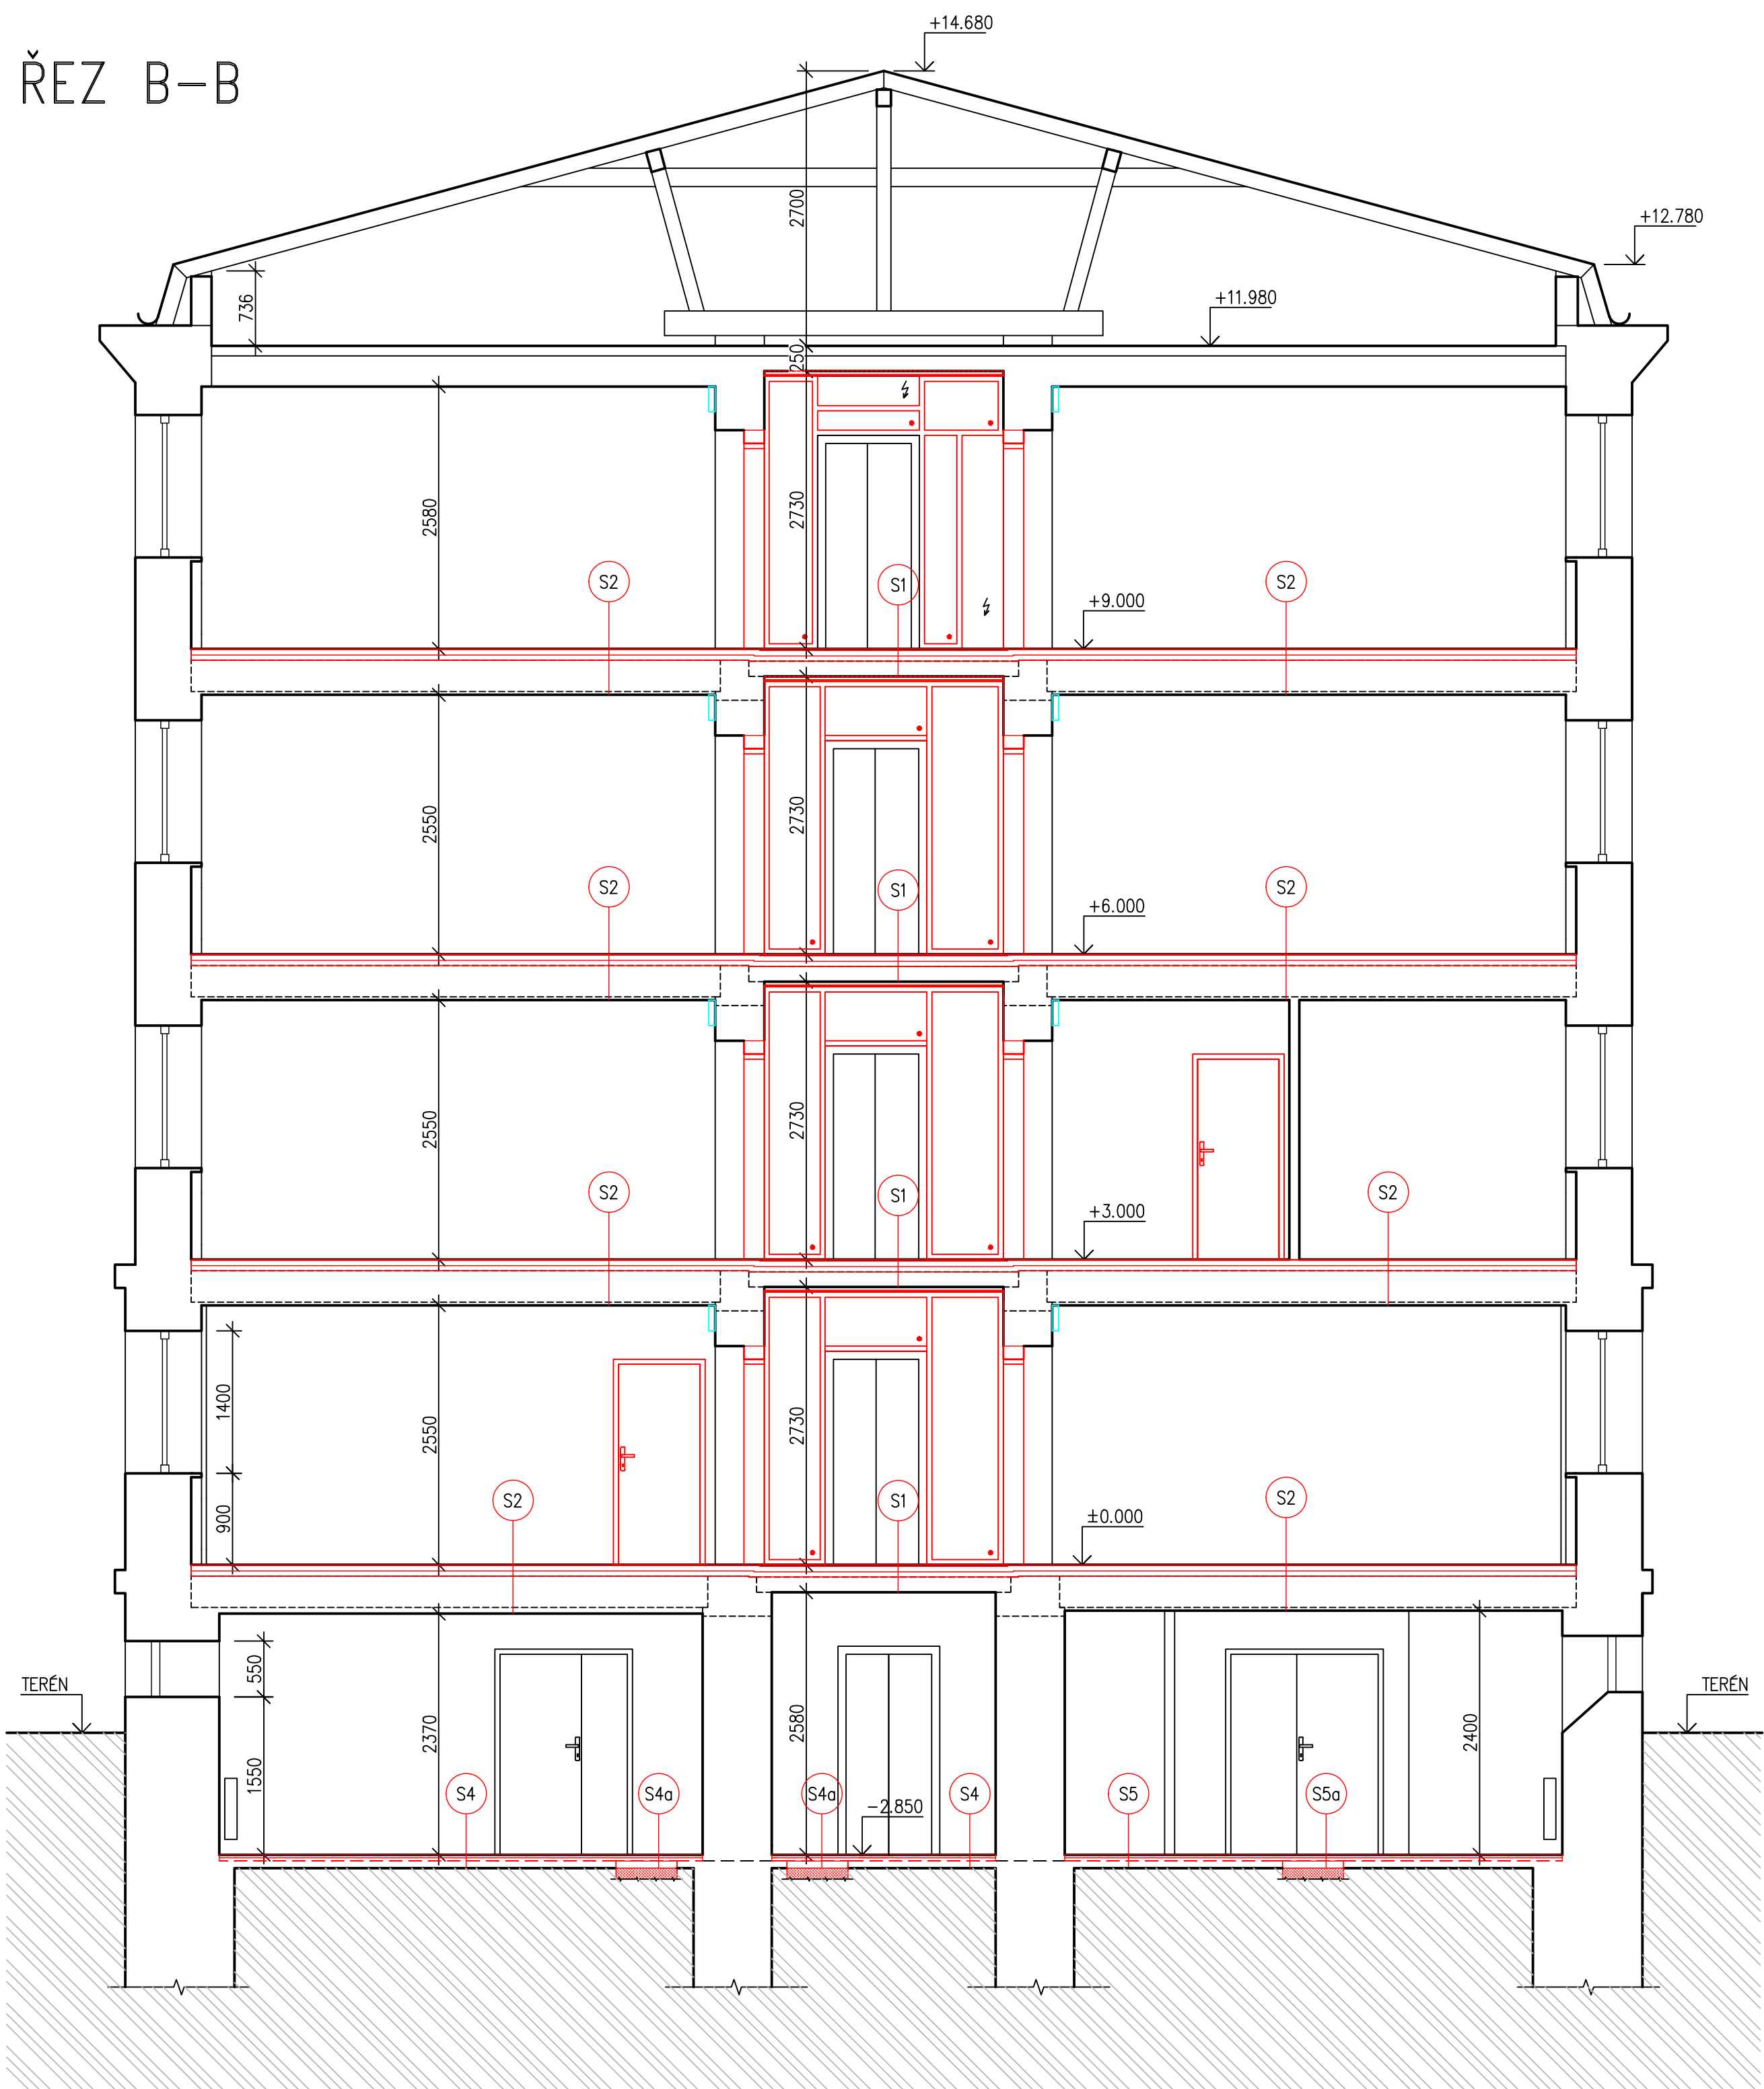 ŘEZ B-B
+14.680
+12.780
2700
736
+11.980
250
2580
2730
S2
S1
S2
+9.000
2550
2730
S2
S1
S2
+6.000
2550
2730
S2
S1
S2
+3.000
1400
2550
2730
900
S2
S1
S2
±0.000
TERÉN
550
TERÉN
2370
2580
2400
1550
S4
S4a
S4a
-2.850
S4
S5
S5a